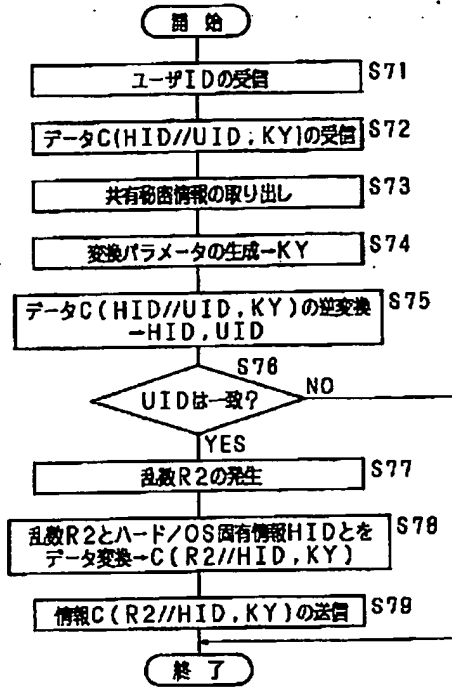 開始
ユーザIDの受信 S71
データC(HID//UID,KY)の受信 S72
共有秘密情報の取り出し S73
変換パラメータの生成→KY S74
データC(HID//UID,KY)の逆変換 S75
→HID,UID
S76
UIDは一致? NO
YES
乱数R2の発生 S77
乱数R2とハード/OS固有情報HIDとを S78
データ変換→C(R2//HID,KY)
情報C(R2//HID,KY)の送信 S79
終了